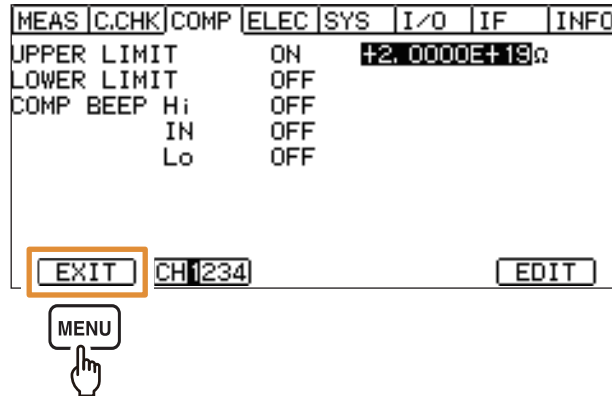 MEAS C.CHK COMP ELEC SYS I/O IF INFO
UPPER LIMIT ON +2.0000E+19Ω
LOWER LIMIT OFF
COMP BEEP Hi OFF
IN OFF
Lo OFF
EXIT CH1234 EDIT
MENU